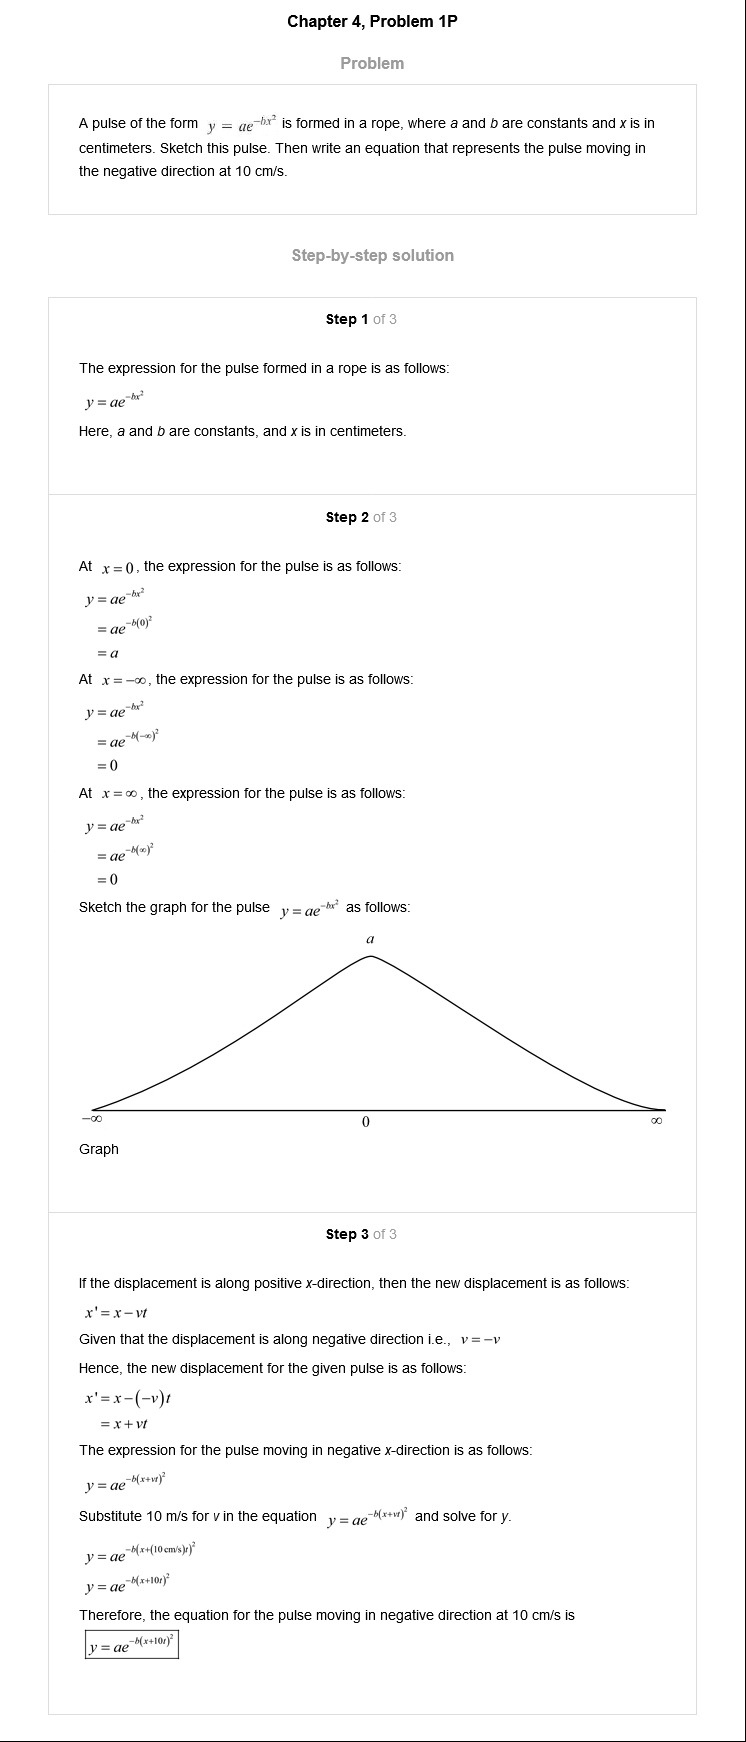 Chapter 4, Problem 1P
Problem
A pulse of the form y = ae^{-bx^2} is formed in a rope, where a and b are constants and x is in
centimeters. Sketch this pulse. Then write an equation that represents the pulse moving in
the negative direction at 10 cm/s.
Step-by-step solution
Step 1 of 3
The expression for the pulse formed in a rope is as follows:
y = ae^{-bx^2}
Here, a and b are constants, and x is in centimeters.
Step 2 of 3
At x = 0, the expression for the pulse is as follows:
y = ae^{-bx^2}
= ae^{-b(0)^2}
= a
At x = -∞, the expression for the pulse is as follows:
y = ae^{-bx^2}
= ae^{-b(-∞)^2}
= 0
At x = ∞, the expression for the pulse is as follows:
y = ae^{-bx^2}
= ae^{-b(∞)^2}
= 0
Sketch the graph for the pulse y = ae^{-bx^2} as follows:
a
-∞ 0 ∞
Graph
Step 3 of 3
If the displacement is along positive x-direction, then the new displacement is as follows:
x' = x - vt
Given that the displacement is along negative direction i.e., v = -v
Hence, the new displacement for the given pulse is as follows:
x' = x - (-v)t
= x + vt
The expression for the pulse moving in negative x-direction is as follows:
y = ae^{-b(x+vt)^2}
Substitute 10 m/s for v in the equation y = ae^{-b(x+vt)^2} and solve for y.
y = ae^{-b(x+(10 cm/s)t)^2}
y = ae^{-b(x+10t)^2}
Therefore, the equation for the pulse moving in negative direction at 10 cm/s is
y = ae^{-b(x+10t)^2}